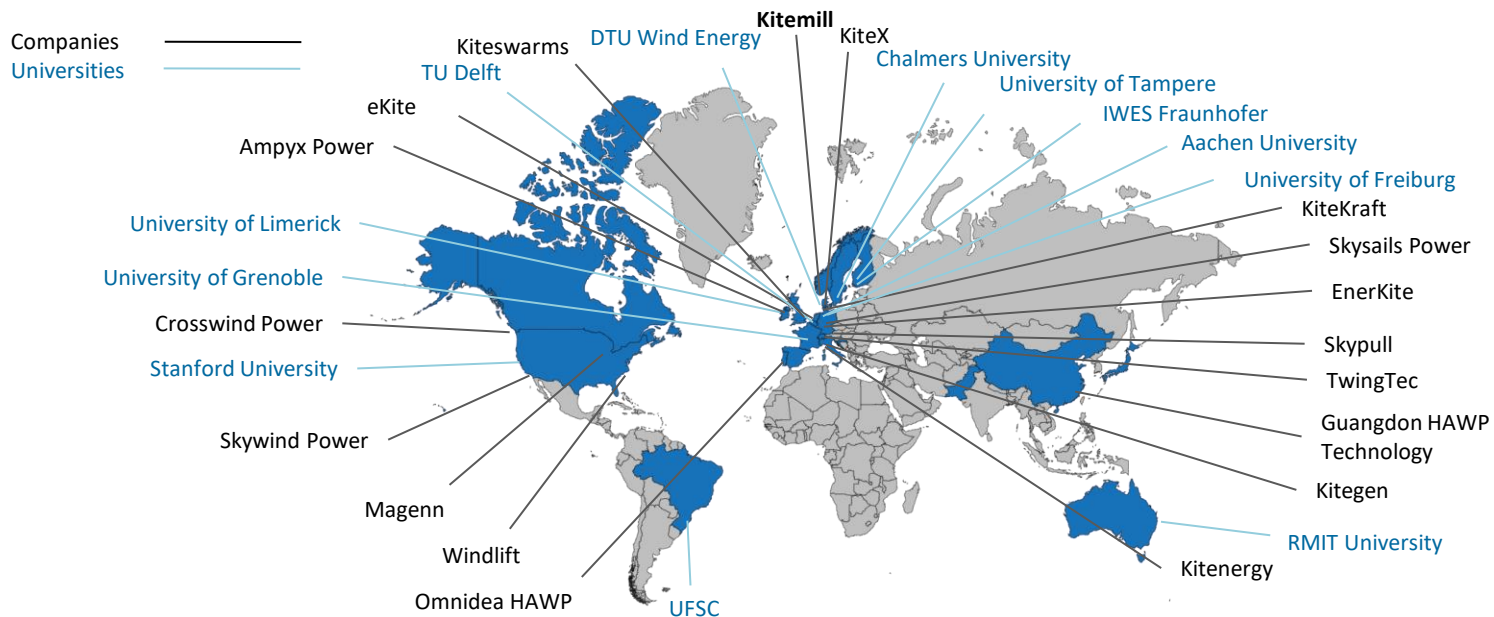 Companies
Universities
Kiteswarms
DTU Wind Energy
Kitemill
KiteX
TU Delft
Chalmers University
University of Tampere
IWES Fraunhofer
Aachen University
University of Freiburg
eKite
Ampyx Power
University of Limerick
University of Grenoble
Crosswind Power
Stanford University
Skywind Power
Magenn
Windlift
Omnidea HAWP
UFSC
KiteKraft
Skysails Power
EnerKite
Skypull
TwingTec
Guangdon HAWP
Technology
Kitegen
RMIT University
Kitenergy